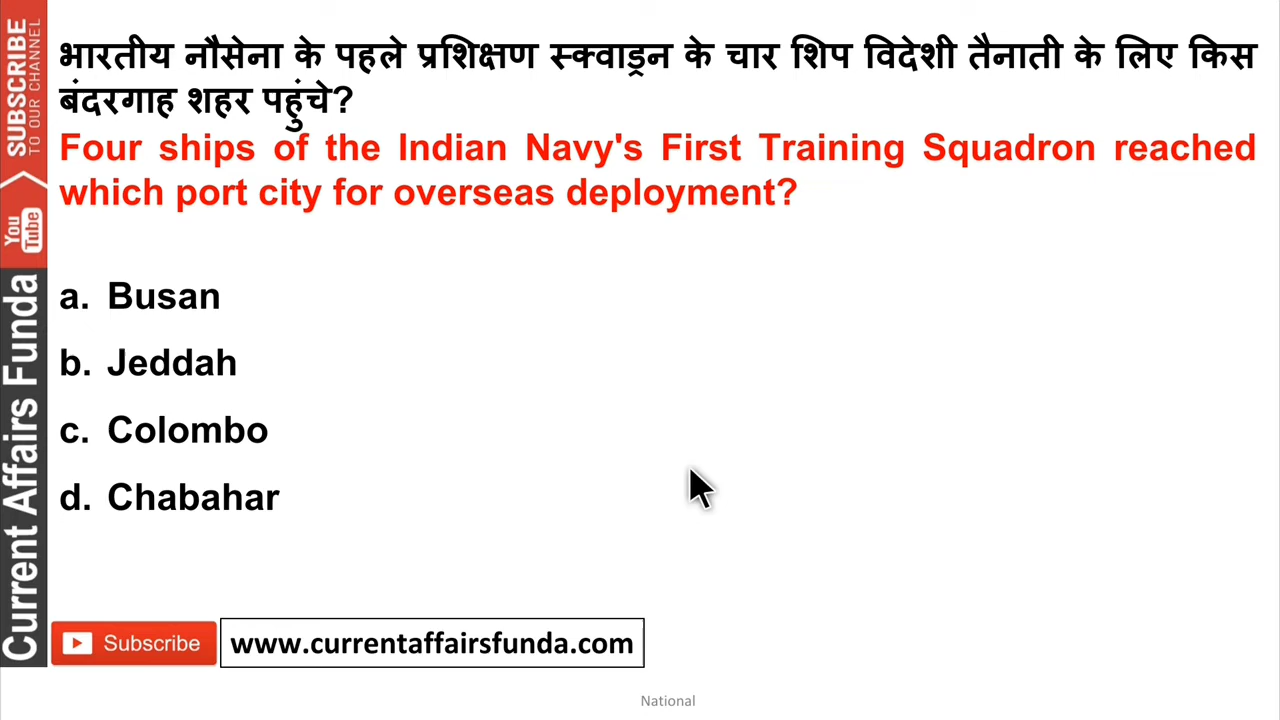 भारतीय नौसेना के पहले प्रशिक्षण स्क्वाड्रन के चार शिप विदेशी तैनाती के लिए किस
बंदरगाह शहर पहुंचे?
Four ships of the Indian Navy's First Training Squadron reached
which port city for overseas deployment?
a. Busan
b. Jeddah
c. Colombo
d. Chabahar
SUBSCRIBE
TO OUR CHANNEL
You
Tube
Current Affairs Funda
Subscribe
www.currentaffairsfunda.com
National